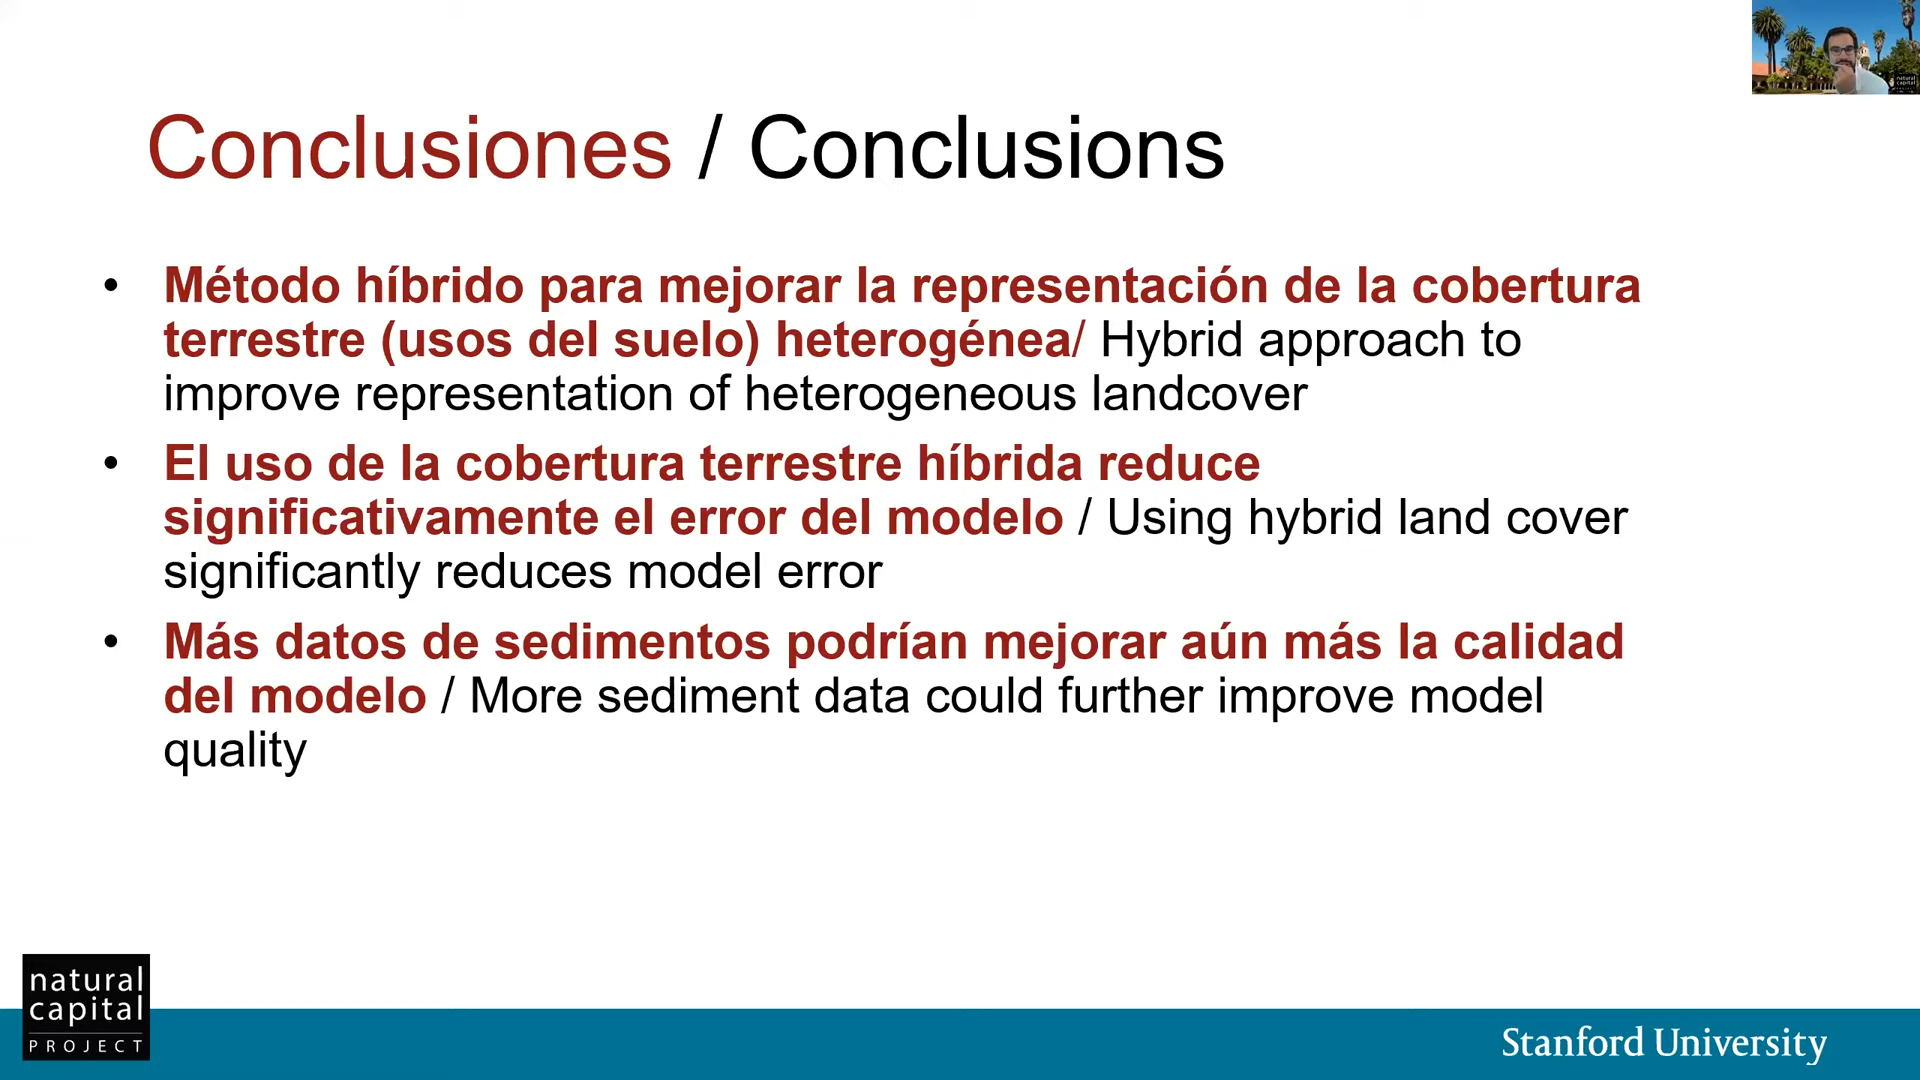 Conclusiones / Conclusions
• Método híbrido para mejorar la representación de la cobertura
terrestre (usos del suelo) heterogénea/ Hybrid approach to
improve representation of heterogeneous landcover
• El uso de la cobertura terrestre híbrida reduce
significativamente el error del modelo / Using hybrid land cover
significantly reduces model error
• Más datos de sedimentos podrían mejorar aún más la calidad
del modelo / More sediment data could further improve model
quality
natural
capital
PROJECT
Stanford University
natural
capital